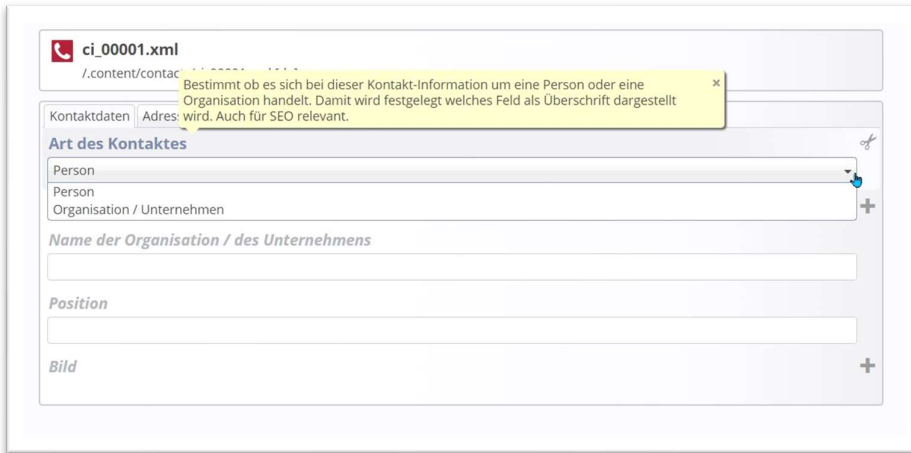 ci_00001.xml
/.content/contac
Bestimmt ob es sich bei dieser Kontakt-Information um eine Person oder eine
Organisation handelt. Damit wird festgelegt welches Feld als Überschrift dargestellt
wird. Auch für SEO relevant.
Kontaktdaten Adres
Art des Kontaktes
Person
Person
Organisation / Unternehmen
Name der Organisation / des Unternehmens
Position
Bild